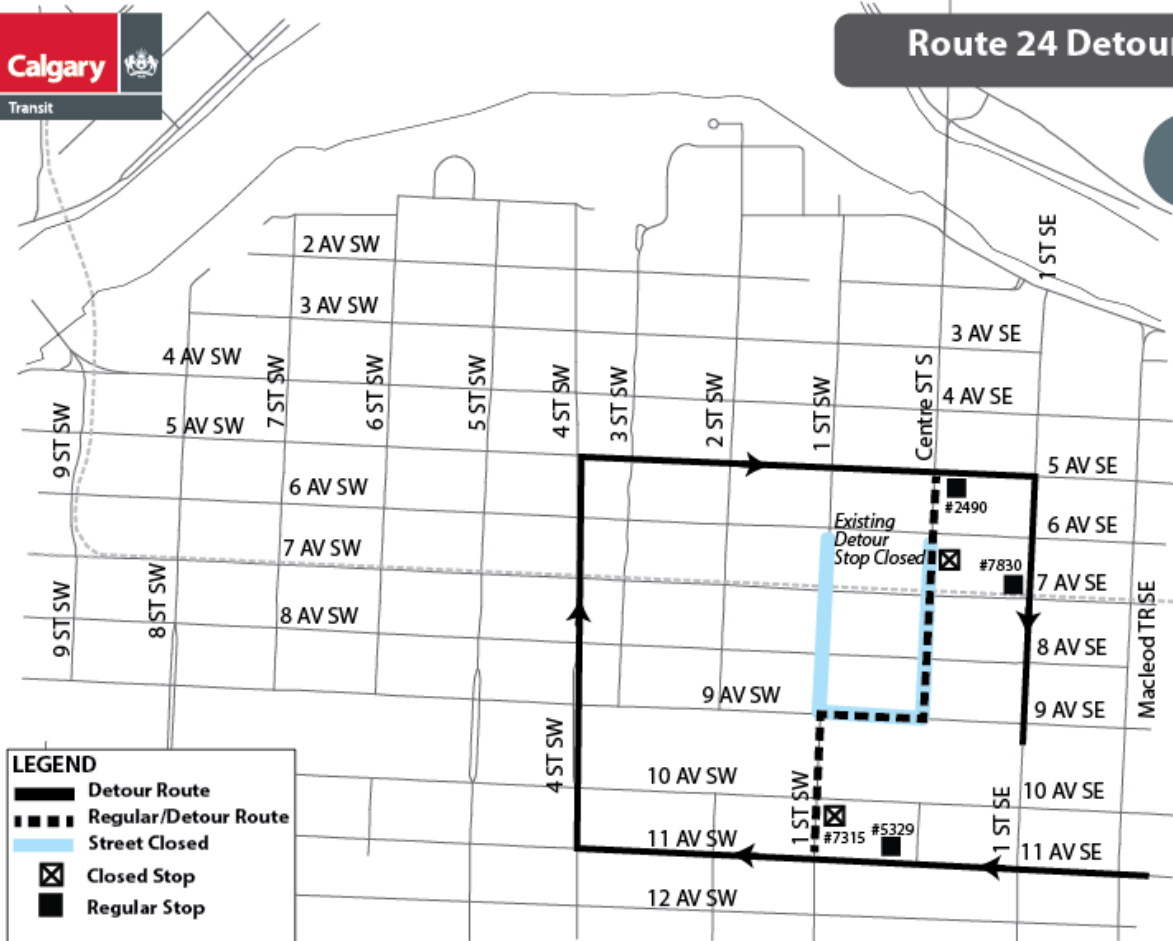 Calgary
Transit
Route 24 Detour
1 ST SE
2 AV SW
3 AV SW
3 AV SE
4 AV SW
4 AV SE
9 ST SW
7 ST SW
6 ST SW
5 ST SW
4 ST SW
3 ST SW
2 ST SW
1 ST SW
Centre ST S
5 AV SW
5 AV SE
6 AV SW
#2490
6 AV SE
Existing
Detour
Stop Closed
7 AV SW
#7830
7 AV SE
9 ST SW
8 ST SW
8 AV SW
8 AV SE
Macleod TR SE
9 AV SW
9 AV SE
4 ST SW
10 AV SW
1 ST SW
1 ST SE
10 AV SE
#7315
#5329
11 AV SW
11 AV SE
12 AV SW
LEGEND
Detour Route
Regular/Detour Route
Street Closed
Closed Stop
Regular Stop